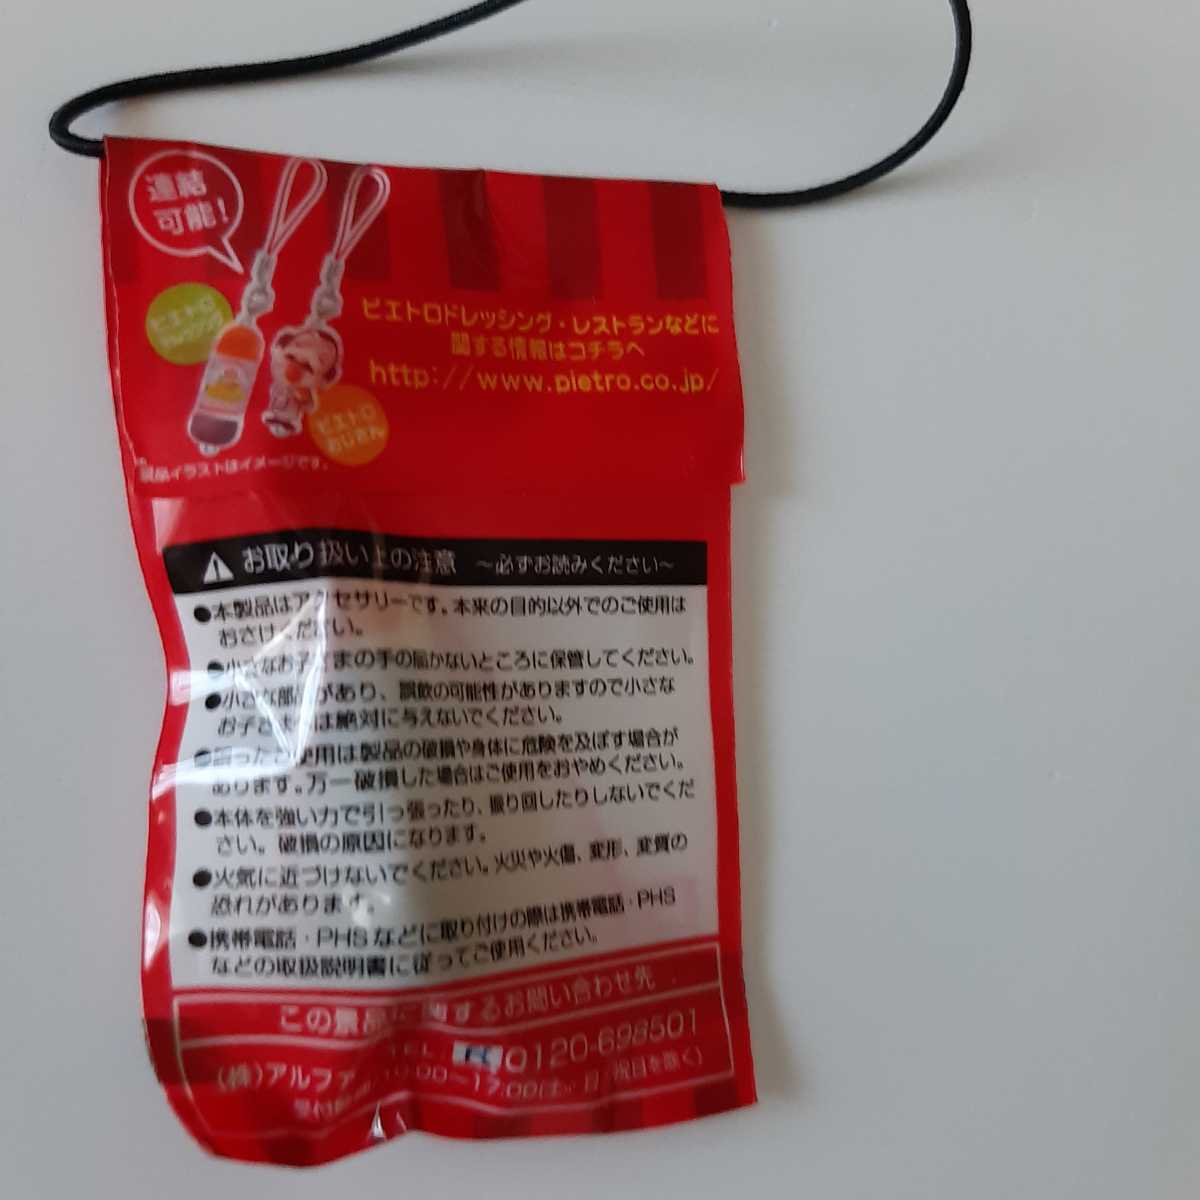 連結
可能!
ピエトロ
ピエトロドレッシング・レストランなどに
関する情報はコチラへ
http://www.pietro.co.jp/
ピエトロ
おじさん
製品イラストはイメージです。
お取り扱い上の注意 ～必ずお読みください～
●本製品はアクセサリーです。本来の目的以外でのご使用は
おさけください。
●小さなお子さまの手の届かないところに保管してください。
●小さな部品があり、誤飲の可能性がありますので小さな
お子さまには絶対に与えないでください。
●誤ったご使用は製品の破損や身体に危険を及ぼす場合が
あります。万一破損した場合はご使用をおやめください。
●本体を強い力で引っ張ったり、振り回したりしないでくだ
さい。破損の原因になります。
●火気に近づけないでください。火災や火傷、変形、変質の
恐れがあります。
●携帯電話・PHSなどに取り付けの際は携帯電話・PHS
などの取扱説明書に従ってご使用ください。
この景品に関するお問い合わせ先
(株)アルファ TEL. 0120-698501
受付 10:00～17:00(土・日・祝日を除く)